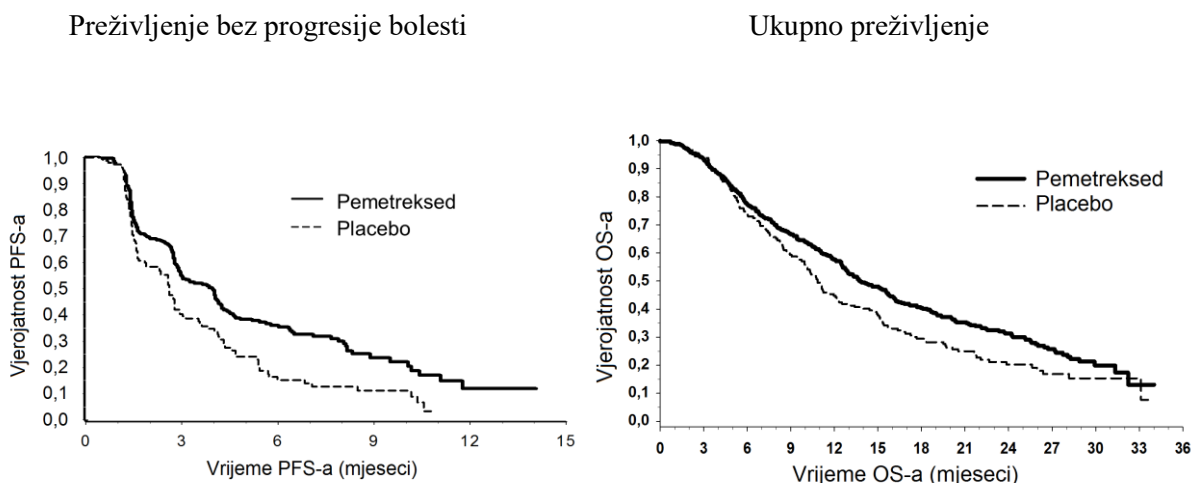 Preživljenje bez progresije bolesti
Ukupno preživljenje
Vjerojatnost PFS-a
1,0
0,9
0,8
0,7
0,6
0,5
0,4
0,3
0,2
0,1
0,0
Pemetreksed
Placebo
0 3 6 9 12 15
Vrijeme PFS-a (mjeseci)
Vjerojatnost OS-a
1,0
0,9
0,8
0,7
0,6
0,5
0,4
0,3
0,2
0,1
0,0
Pemetreksed
Placebo
0 3 6 9 12 15 18 21 24 27 30 33 36
Vrijeme OS-a (mjeseci)